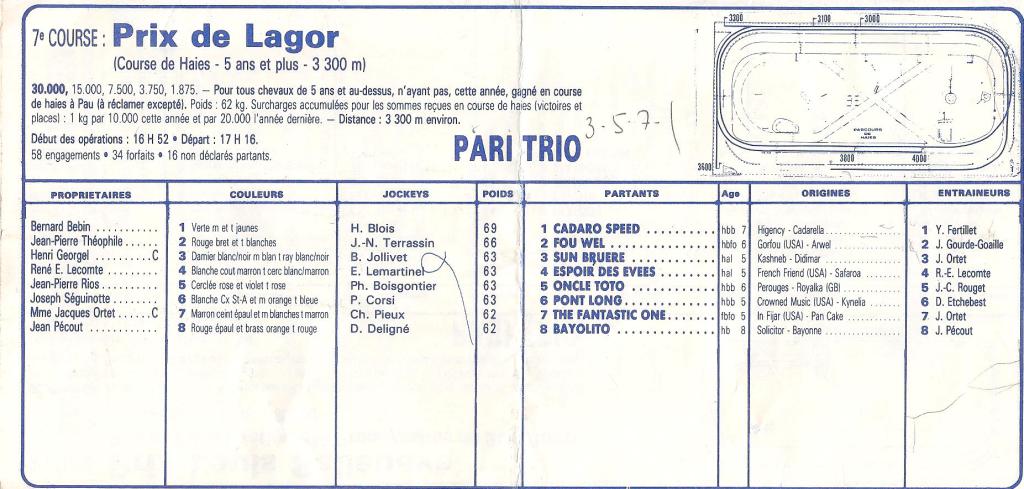 7e COURSE : Prix de Lagor
(Course de Haies - 5 ans et plus - 3 300 m)
30.000, 15.000, 7.500, 3.750, 1.875. — Pour tous chevaux de 5 ans et au-dessus, n'ayant pas, cette année, gagné en course
de haies à Pau (à réclamer excepté). Poids : 62 kg. Surcharges accumulées pour les sommes reçues en course de haies (victoires et
places) : 1 kg par 10.000 cette année et par 20.000 l'année dernière. — Distance : 3 300 m environ.
Début des opérations : 16 H 52 • Départ : 17 H 16.
58 engagements • 34 forfaits • 16 non déclarés partants.
PARI TRIO
3-5-7-1
3300 3100 3000
PARCOURS
DE
HAIES
3800 4000
3600
PROPRIETAIRES COULEURS JOCKEYS POIDS PARTANTS Age ORIGINES ENTRAINEURS
Bernard Bebin ...... 1 Verte m et t jaunes H. Blois 69 1 CADARO SPEED ......... hbb 7 Higency - Cadarella 1 Y. Fertillet
Jean-Pierre Théophile ...... 2 Rouge bret et t blanches J.-N. Terrassin 66 2 FOU WEL ......... hbfo 6 Gorfou (USA) - Arwel 2 J. Gourde-Goaille
Henri Georgel ......C 3 Damier blanc/noir m blan t ray blanc/noir B. Jollivet 63 3 SUN BRUERE ......... hal 5 Kashneb - Didimar 3 J. Ortet
René E. Lecomte ...... 4 Blanche cout marron t cerc blanc/marron E. Lemartinel 63 4 ESPOIR DES EVEES ......... hal 5 French Friend (USA) - Safaroa 4 R.-E. Lecomte
Jean-Pierre Rios ...... 5 Cerclée rose et violet t rose Ph. Boisgontier 63 5 ONCLE TOTO ......... hbb 6 Perouges - Royalka (GB) 5 J.-C. Rouget
Joseph Séguinotte ...... 6 Blanche Cx St-A et m orange t bleue P. Corsi 63 6 PONT LONG ......... hbb 5 Crowned Music (USA) - Kynelia 6 D. Etchebest
Mme Jacques Ortet ......C 7 Marron ceint épaul et m blanches t marron Ch. Pieux 62 7 THE FANTASTIC ONE ......... fbfo 5 In Fijar (USA) - Pan Cake 7 J. Ortet
Jean Pécout ...... 8 Rouge épaul et brass orange t rouge D. Deligné 62 8 BAYOLITO ......... hb 8 Solicitor - Bayonne 8 J. Pécout